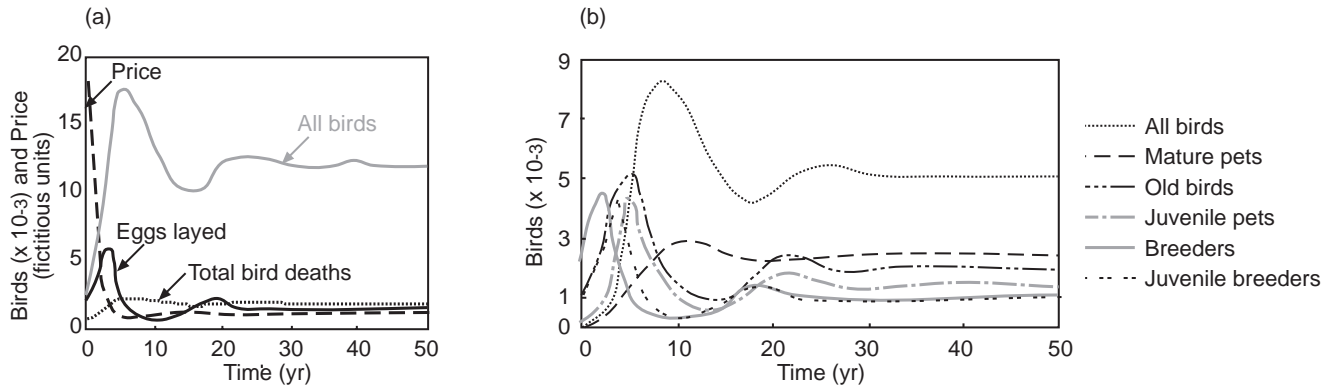 (a)
Birds (x 10-3) and Price
(fictitious units)
20
15
10
5
0
Price
All birds
Eggs layed
Total bird deaths
0 10 20 30 40 50
Time (yr)
(b)
Birds (x 10-3)
9
7
5
3
1
0
0 10 20 30 40 50
Time (yr)
All birds
Mature pets
Old birds
Juvenile pets
Breeders
Juvenile breeders